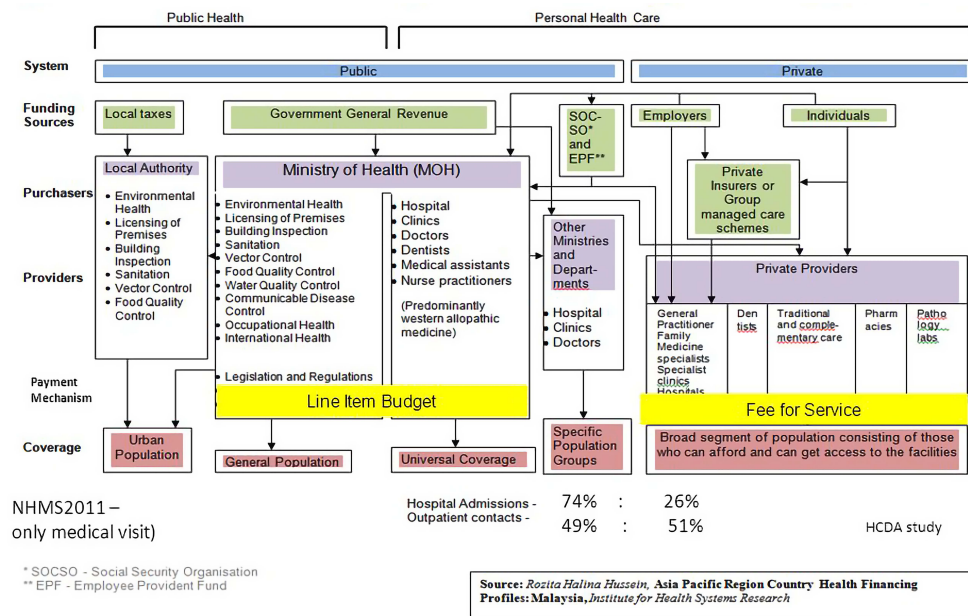 Public Health
Personal Health Care
System
Public
Private
Funding
Sources
Local taxes
Government General Revenue
SOC-
SO*
and
EPF**
Employers
Individuals
Purchasers
Local Authority
• Environmental
Health
• Licensing of
Premises
• Building
Inspection
• Sanitation
• Vector Control
• Food Quality
Control
Ministry of Health (MOH)
• Environmental Health
• Licensing of Premises
• Building Inspection
• Sanitation
• Vector Control
• Food Quality Control
• Water Quality Control
• Communicable Disease
Control
• Occupational Health
• International Health
• Legislation and Regulations
• Hospital
• Clinics
• Doctors
• Dentists
• Medical assistants
• Nurse practitioners
(Predominantly
western allopathic
medicine)
Other
Ministries
and
Depart-
ments
• Hospital
• Clinics
• Doctors
Private
Insurers or
Group
managed care
schemes
Providers
Private Providers
General
Practitioner
Family
Medicine
specialists
Specialist
clinics
Hospitals
Den
tists
Traditional
and comple-
mentary care
Pharm
acies
Patho
logy
labs
Payment
Mechanism
Line Item Budget
Fee for Service
Coverage
Urban
Population
General Population
Universal Coverage
Specific
Population
Groups
Broad segment of population consisting of those
who can afford and can get access to the facilities
NHMS2011 –
only medical visit)
Hospital Admissions - 74% : 26%
Outpatient contacts - 49% : 51%
HCDA study
* SOCSO - Social Security Organisation
** EPF - Employee Provident Fund
Source: Rozita Halina Hussein, Asia Pacific Region Country Health Financing
Profiles: Malaysia, Institute for Health Systems Research